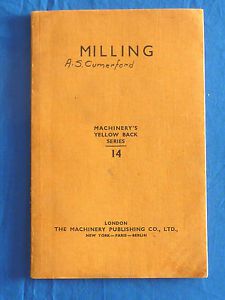 MILLING
A.S. Cumerford
MACHINERY'S
YELLOW BACK
SERIES
14
LONDON
THE MACHINERY PUBLISHING CO., LTD.,
NEW YORK—PARIS—BERLIN